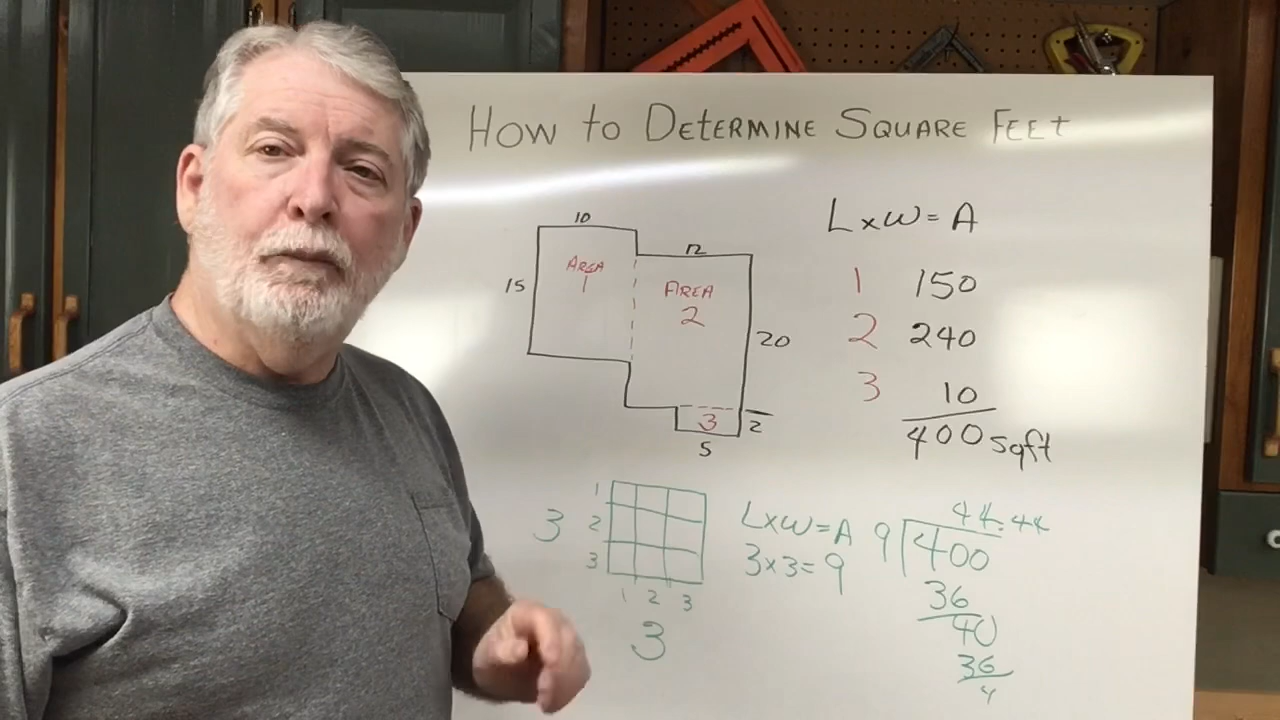 How to Determine Square Feet
10
12
15
Area
1
Area
2
20
3
2
5
L x W = A
1 150
2 240
3 10
400 sqft
3
1
2
3
1 2 3
3
L x W = A
3 x 3 = 9
44.44
9 400
36
40
36
4